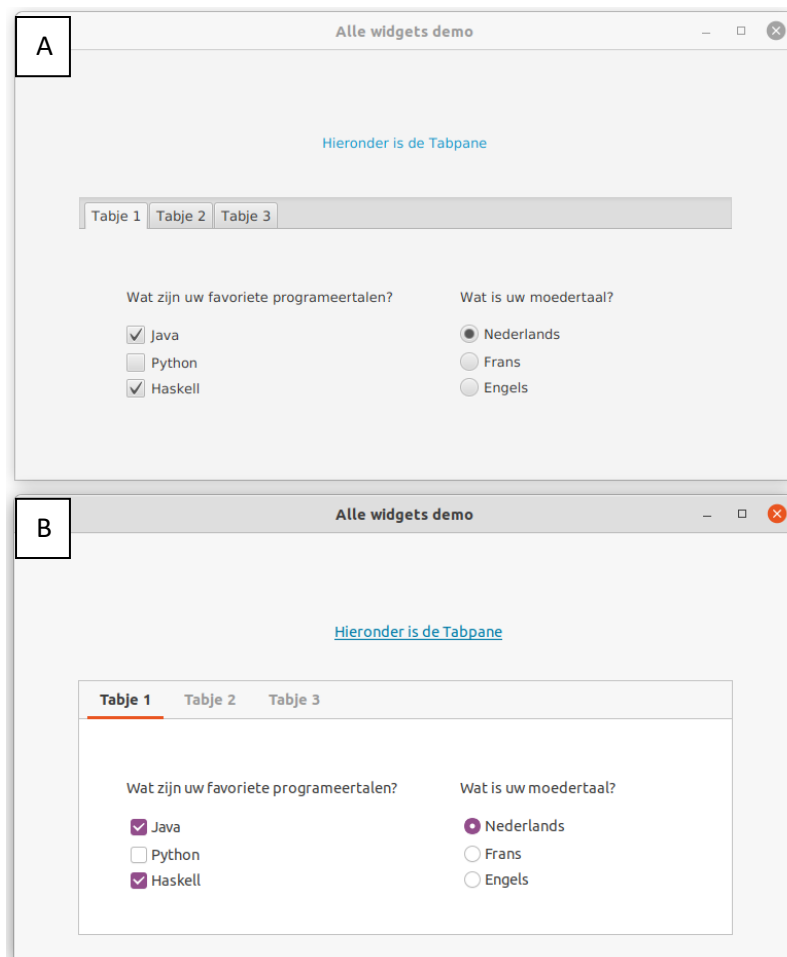 A
Alle widgets demo
Hieronder is de Tabpane
Tabje 1 Tabje 2 Tabje 3
Wat zijn uw favoriete programeertalen? Wat is uw moedertaal?
Java Nederlands
Python Frans
Haskell Engels
B
Alle widgets demo
Hieronder is de Tabpane
Tabje 1 Tabje 2 Tabje 3
Wat zijn uw favoriete programeertalen? Wat is uw moedertaal?
Java Nederlands
Python Frans
Haskell Engels